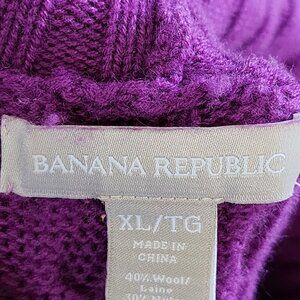 BANANA REPUBLIC
XL/TG
MADE IN
CHINA
40% Wool/
Laine